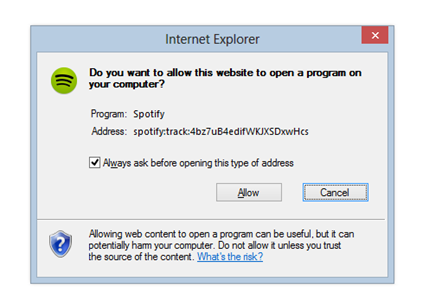 Internet Explorer
Do you want to allow this website to open a program on
your computer?
Program: Spotify
Address: spotify:track:4bz7uB4edifWKJXSDxwHcs
Always ask before opening this type of address
Allow Cancel
Allowing web content to open a program can be useful, but it can
potentially harm your computer. Do not allow it unless you trust
the source of the content. What's the risk?